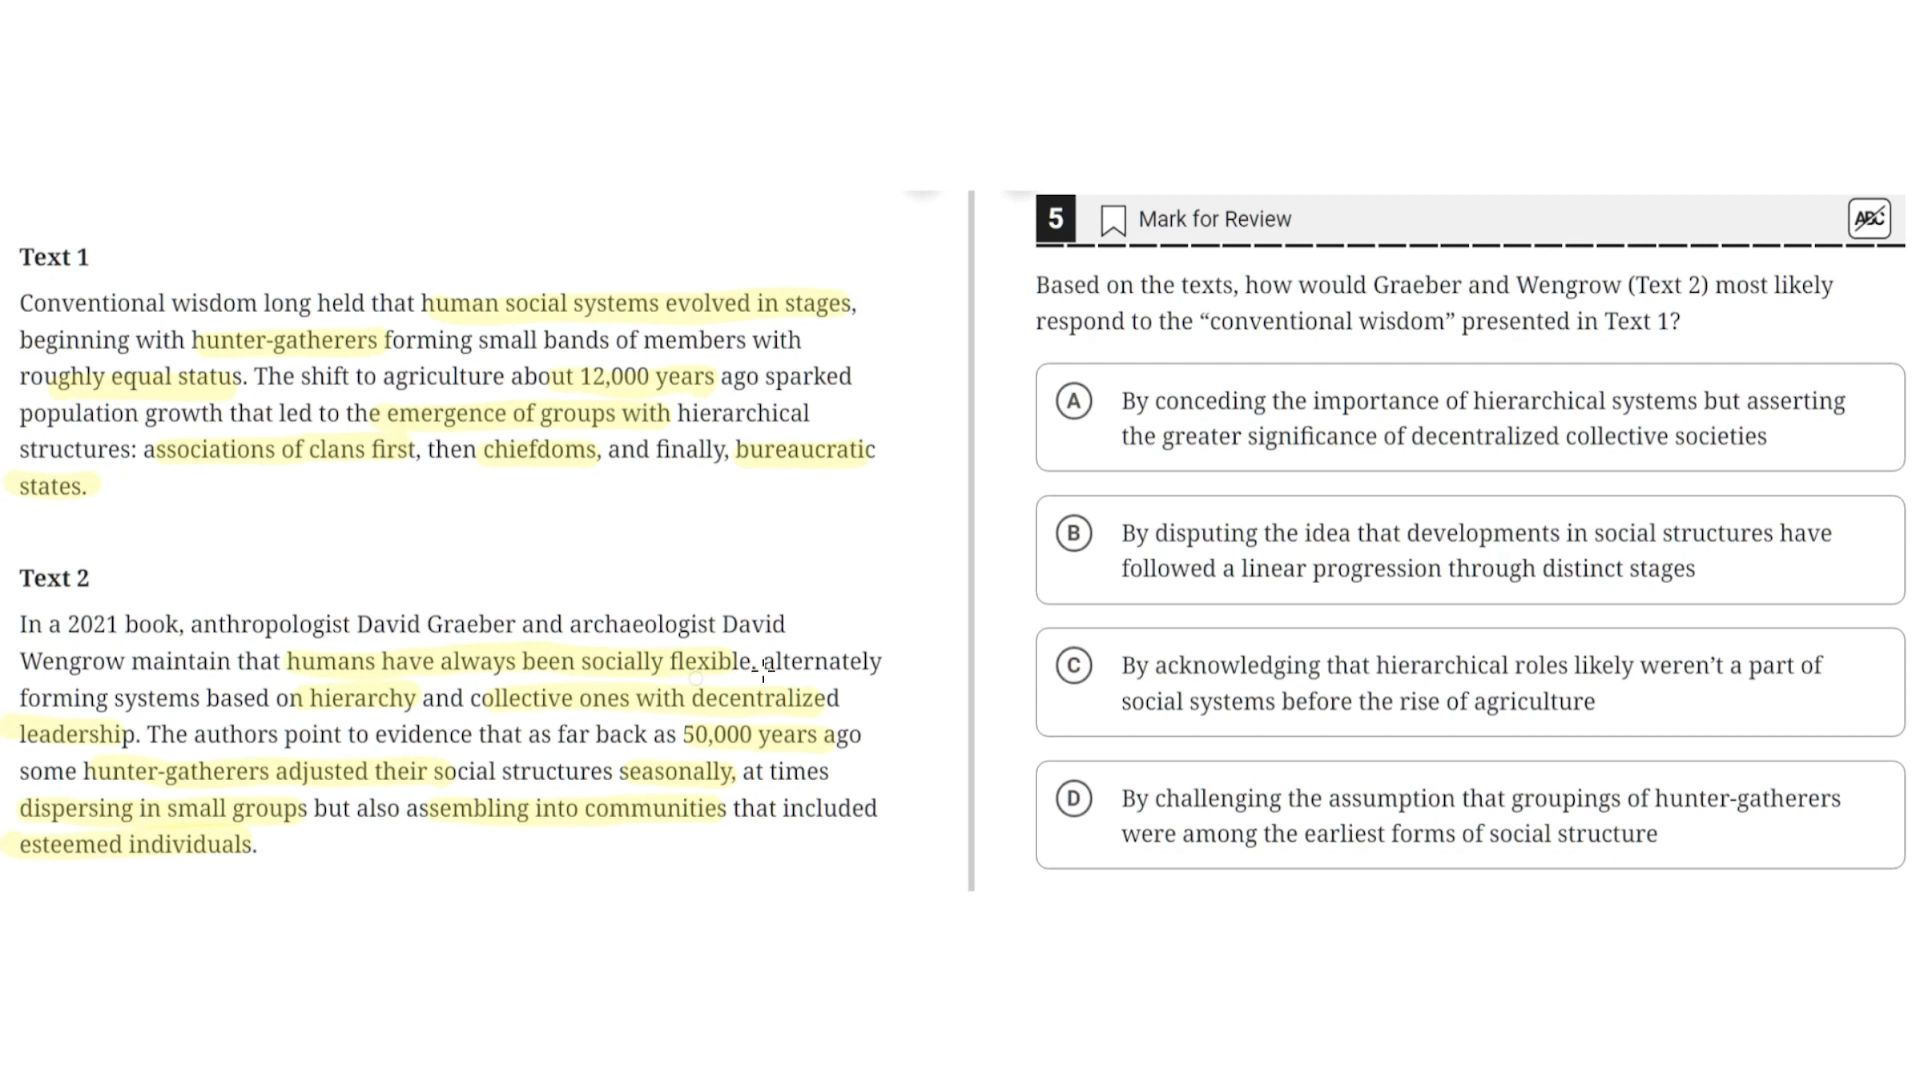 Text 1
Conventional wisdom long held that human social systems evolved in stages,
beginning with hunter-gatherers forming small bands of members with
roughly equal status. The shift to agriculture about 12,000 years ago sparked
population growth that led to the emergence of groups with hierarchical
structures: associations of clans first, then chiefdoms, and finally, bureaucratic
states.
Text 2
In a 2021 book, anthropologist David Graeber and archaeologist David
Wengrow maintain that humans have always been socially flexible, alternately
forming systems based on hierarchy and collective ones with decentralized
leadership. The authors point to evidence that as far back as 50,000 years ago
some hunter-gatherers adjusted their social structures seasonally, at times
dispersing in small groups but also assembling into communities that included
esteemed individuals.
5 Mark for Review ABC
Based on the texts, how would Graeber and Wengrow (Text 2) most likely
respond to the “conventional wisdom” presented in Text 1?
A By conceding the importance of hierarchical systems but asserting
the greater significance of decentralized collective societies
B By disputing the idea that developments in social structures have
followed a linear progression through distinct stages
C By acknowledging that hierarchical roles likely weren’t a part of
social systems before the rise of agriculture
D By challenging the assumption that groupings of hunter-gatherers
were among the earliest forms of social structure